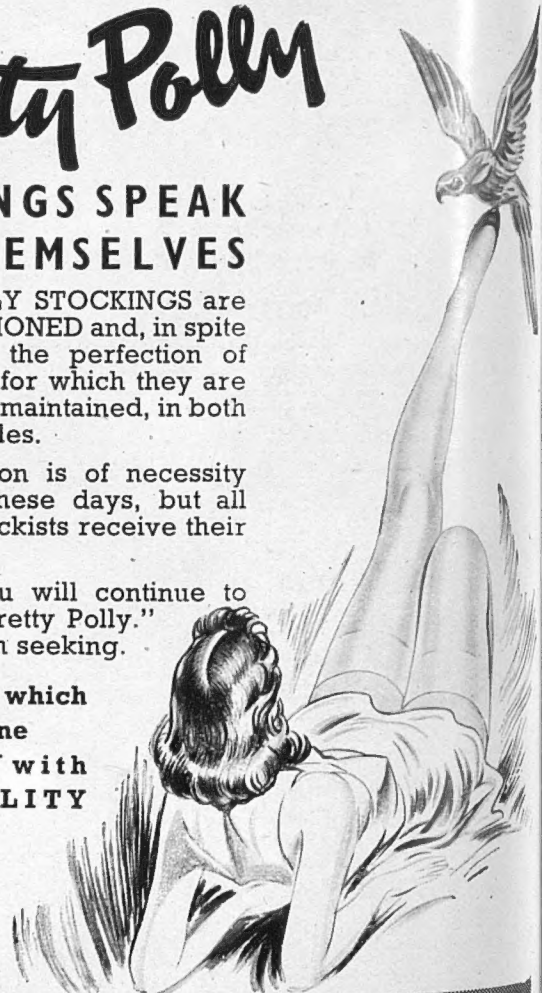 ty Polly
NGS SPEAK
EMSELVES
Y STOCKINGS are
IONED and, in spite
the perfection of
for which they are
maintained, in both
les.
on is of necessity
hese days, but all
ckists receive their
u will continue to
retty Polly."
n seeking.
which
ne
with
LITY